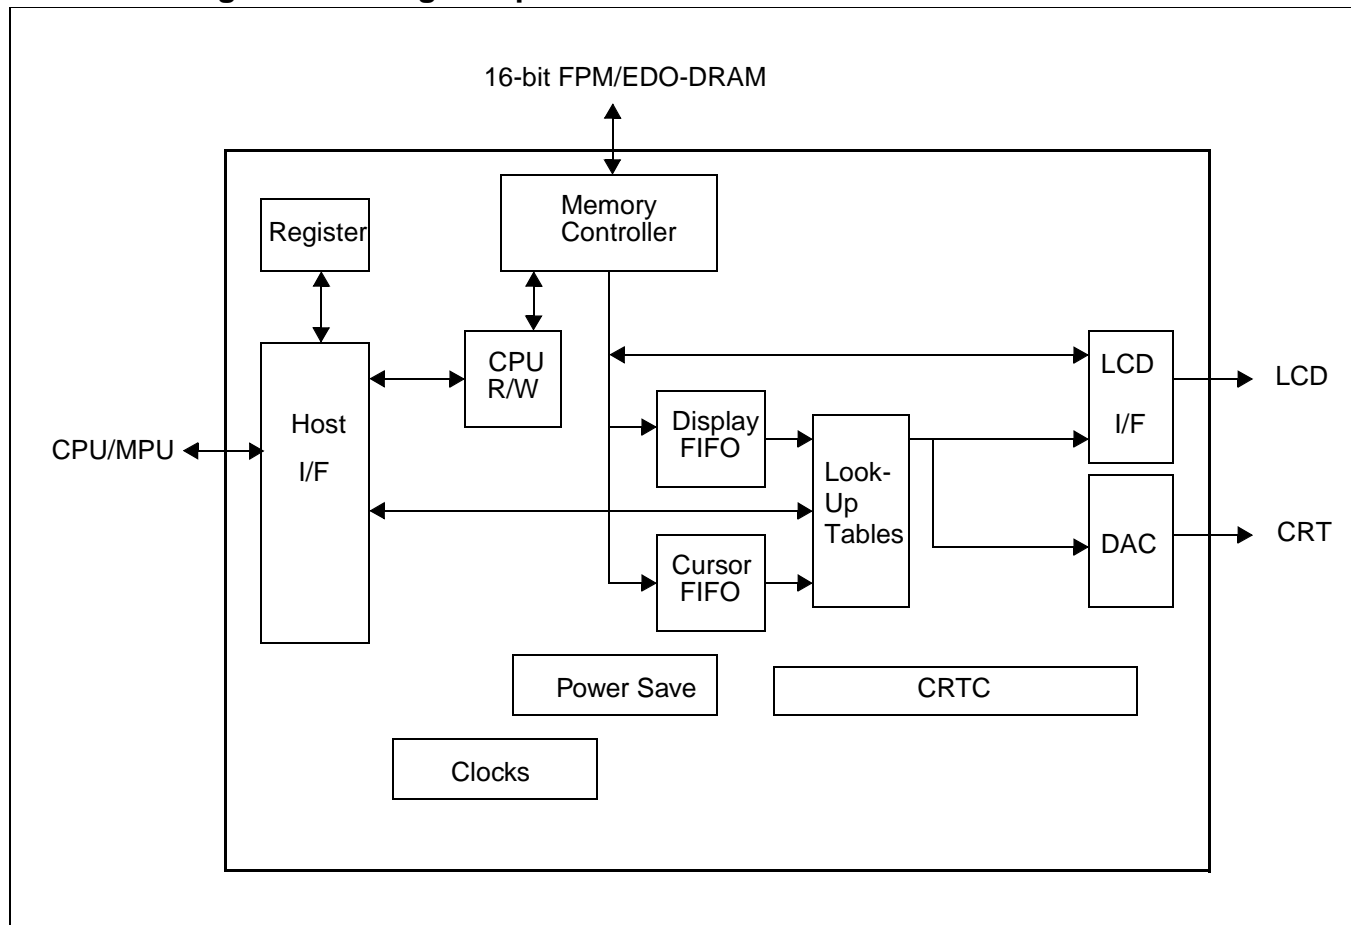 16-bit FPM/EDO-DRAM
Register
Memory
Controller
CPU
R/W
LCD
I/F
LCD
Host
I/F
CPU/MPU
Display
FIFO
Look-
Up
Tables
DAC
CRT
Cursor
FIFO
Power Save
CRTC
Clocks